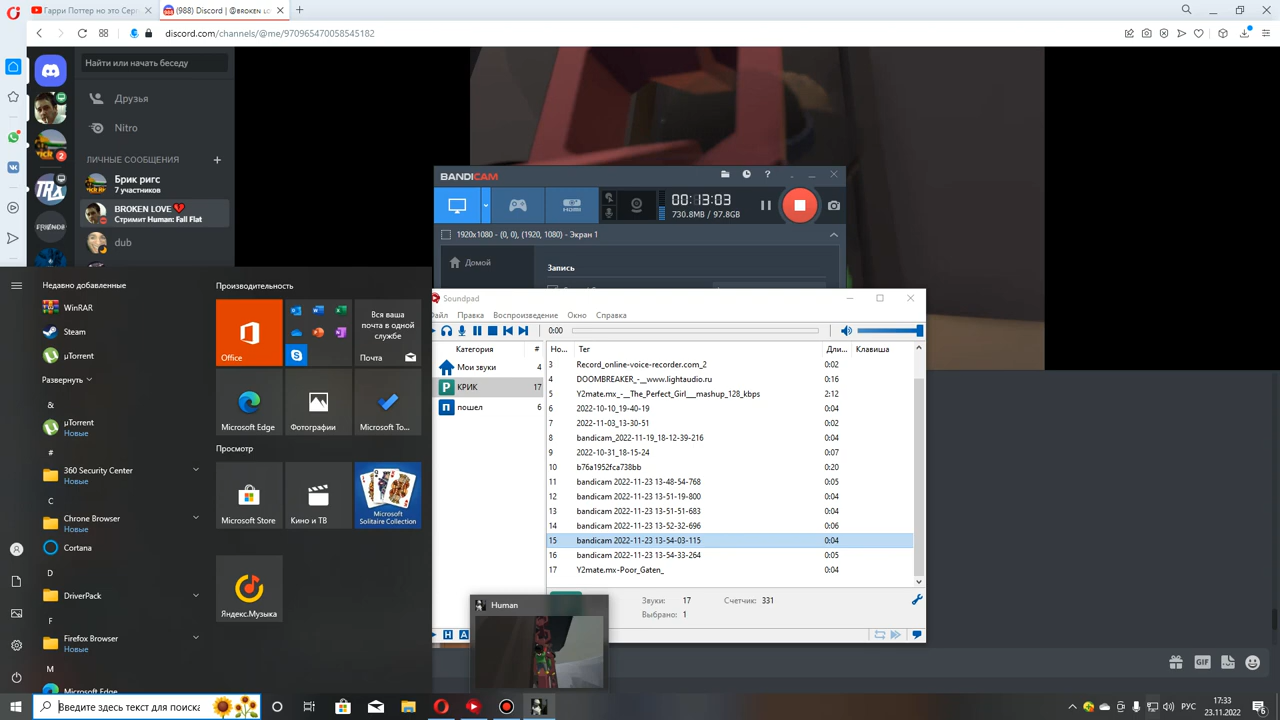 Гарри Поттер но это Сер
(988) Discord | @BROKEN LO
discord.com/channels/@me/970965470058545182
Найти или начать беседу
Друзья
Nitro
ЛИЧНЫЕ СООБЩЕНИЯ
Брик ригс
7 участников
2
TRX
BROKEN LOVE 💔
Стримит Human: Fall Flat
dub
BANDICAM
00:13:03
730.8MB / 97.8GB
HDMI
1920x1080 - (0, 0), (1920, 1080) - Экран 1
Домой
Запись
Недавно добавленные
WinRAR
Steam
µTorrent
Развернуть
&
µTorrent
Новые
#
360 Security Center
Новые
C
Chrome Browser
Новые
Cortana
D
DriverPack
F
Firefox Browser
Новые
M
Microsoft Edge
Производительность
Office
Вся ваша
почта в одной
службе
Почта
Microsoft Edge
Фотографии
Microsoft To...
Просмотр
Microsoft Store
Кино и ТВ
Microsoft
Solitaire Collection
Яндекс.Музыка
Soundpad
айл Правка Воспроизведение Окно Справка
0:00
Категория #
Мои звуки 4
КРИК 17
пошел 6
Но... Тег Дли... Клавиша
3 Record_online-voice-recorder.com_2 0:02
4 DOOMBREAKER_-__www.lightaudio.ru 0:16
5 Y2mate.mx_-__The_Perfect_Girl___mashup_128_kbps 2:12
6 2022-10-10_19-40-19 0:04
7 2022-11-03_13-30-51 0:02
8 bandicam_2022-11-19_18-12-39-216 0:04
9 2022-10-31_18-15-24 0:07
10 b76a1952fca738bb 0:20
11 bandicam 2022-11-23 13-48-54-768 0:05
12 bandicam 2022-11-23 13-51-19-800 0:04
13 bandicam 2022-11-23 13-51-51-683 0:04
14 bandicam 2022-11-23 13-52-32-696 0:06
15 bandicam 2022-11-23 13-54-03-115 0:04
16 bandicam 2022-11-23 13-54-33-264 0:05
17 Y2mate.mx-Poor_Gaten_ 0:04
Звуки: 17 Счетчик: 331
Выбрано: 1
H A
Human
GIF
Введите здесь текст для поиска
РУС
17:33
23.11.2022